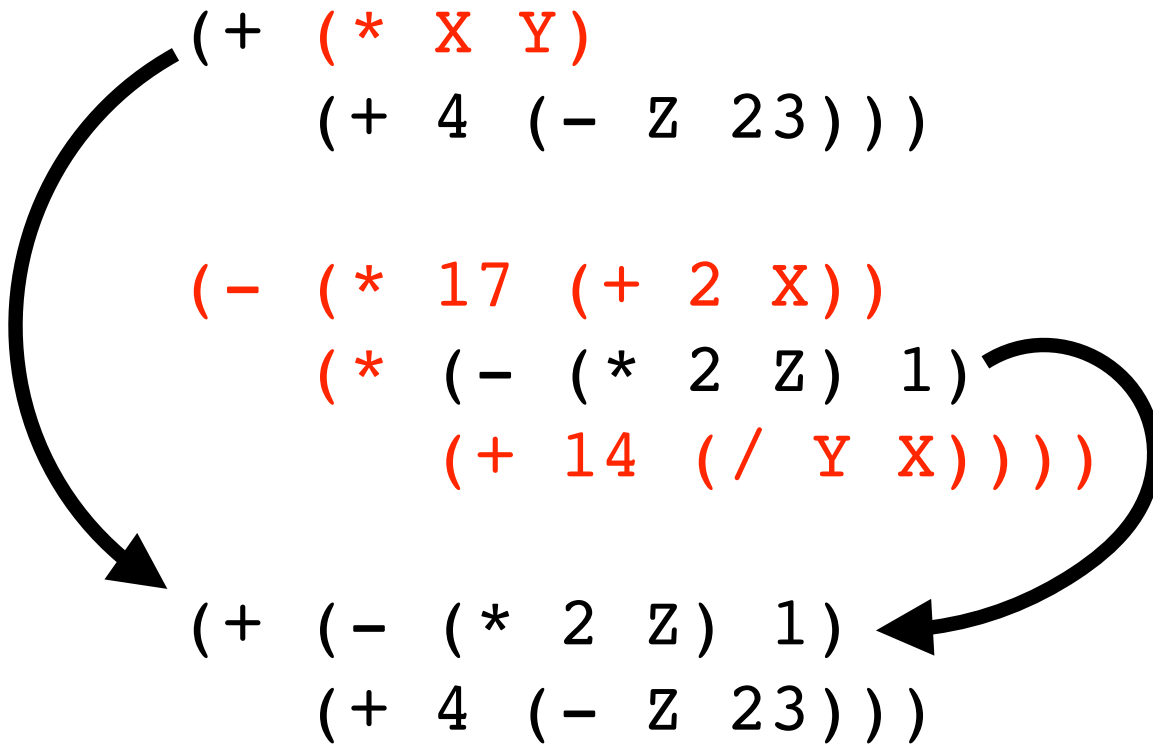 (+ (* X Y)
(+ 4 (- Z 23)))
(- (* 17 (+ 2 X))
(* (- (* 2 Z) 1)
(+ 14 (/ Y X))))
(+ (- (* 2 Z) 1)
(+ 4 (- Z 23)))